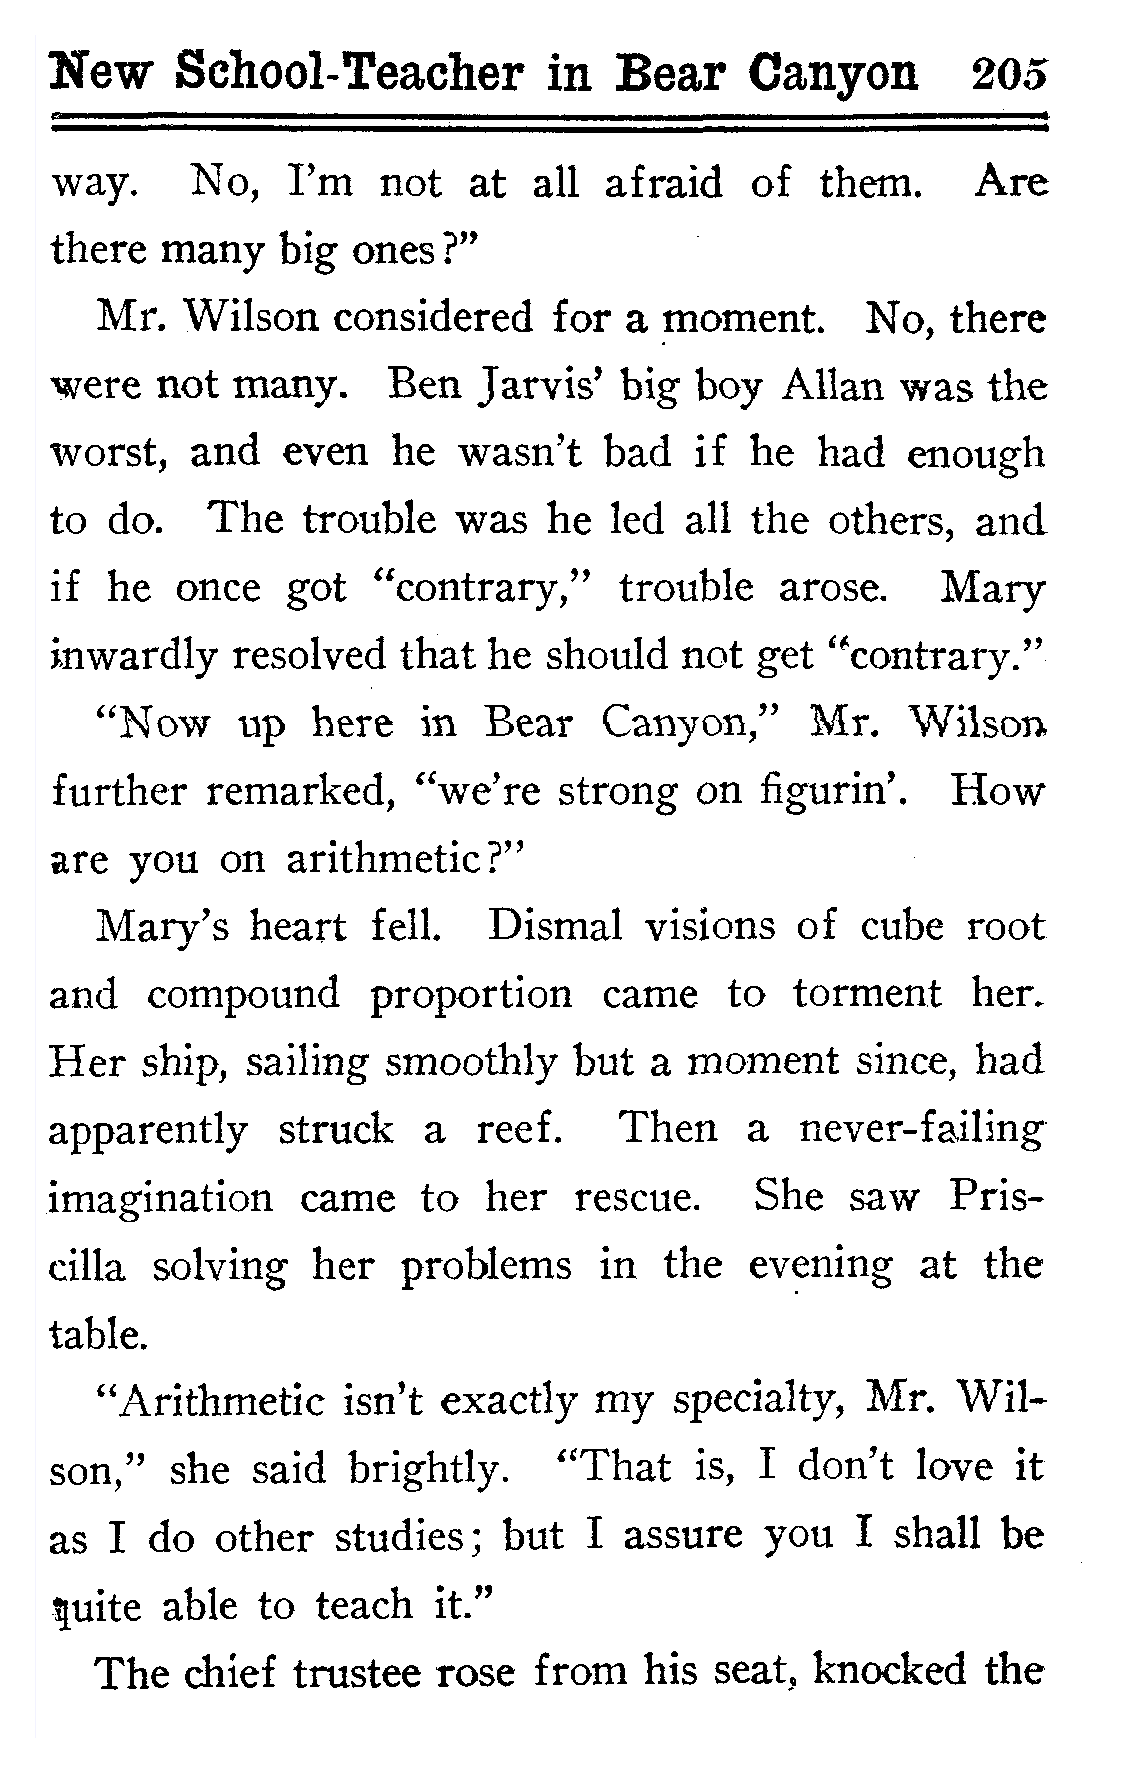 New School-Teacher in Bear Canyon 205
way. No, I'm not at all afraid of them. Are
there many big ones?"
Mr. Wilson considered for a moment. No, there
were not many. Ben Jarvis' big boy Allan was the
worst, and even he wasn't bad if he had enough
to do. The trouble was he led all the others, and
if he once got "contrary," trouble arose. Mary
inwardly resolved that he should not get "contrary."
"Now up here in Bear Canyon," Mr. Wilson
further remarked, "we're strong on figurin'. How
are you on arithmetic?"
Mary's heart fell. Dismal visions of cube root
and compound proportion came to torment her.
Her ship, sailing smoothly but a moment since, had
apparently struck a reef. Then a never-failing
imagination came to her rescue. She saw Pris-
cilla solving her problems in the evening at the
table.
"Arithmetic isn't exactly my specialty, Mr. Wil-
son," she said brightly. "That is, I don't love it
as I do other studies; but I assure you I shall be
quite able to teach it."
The chief trustee rose from his seat, knocked the